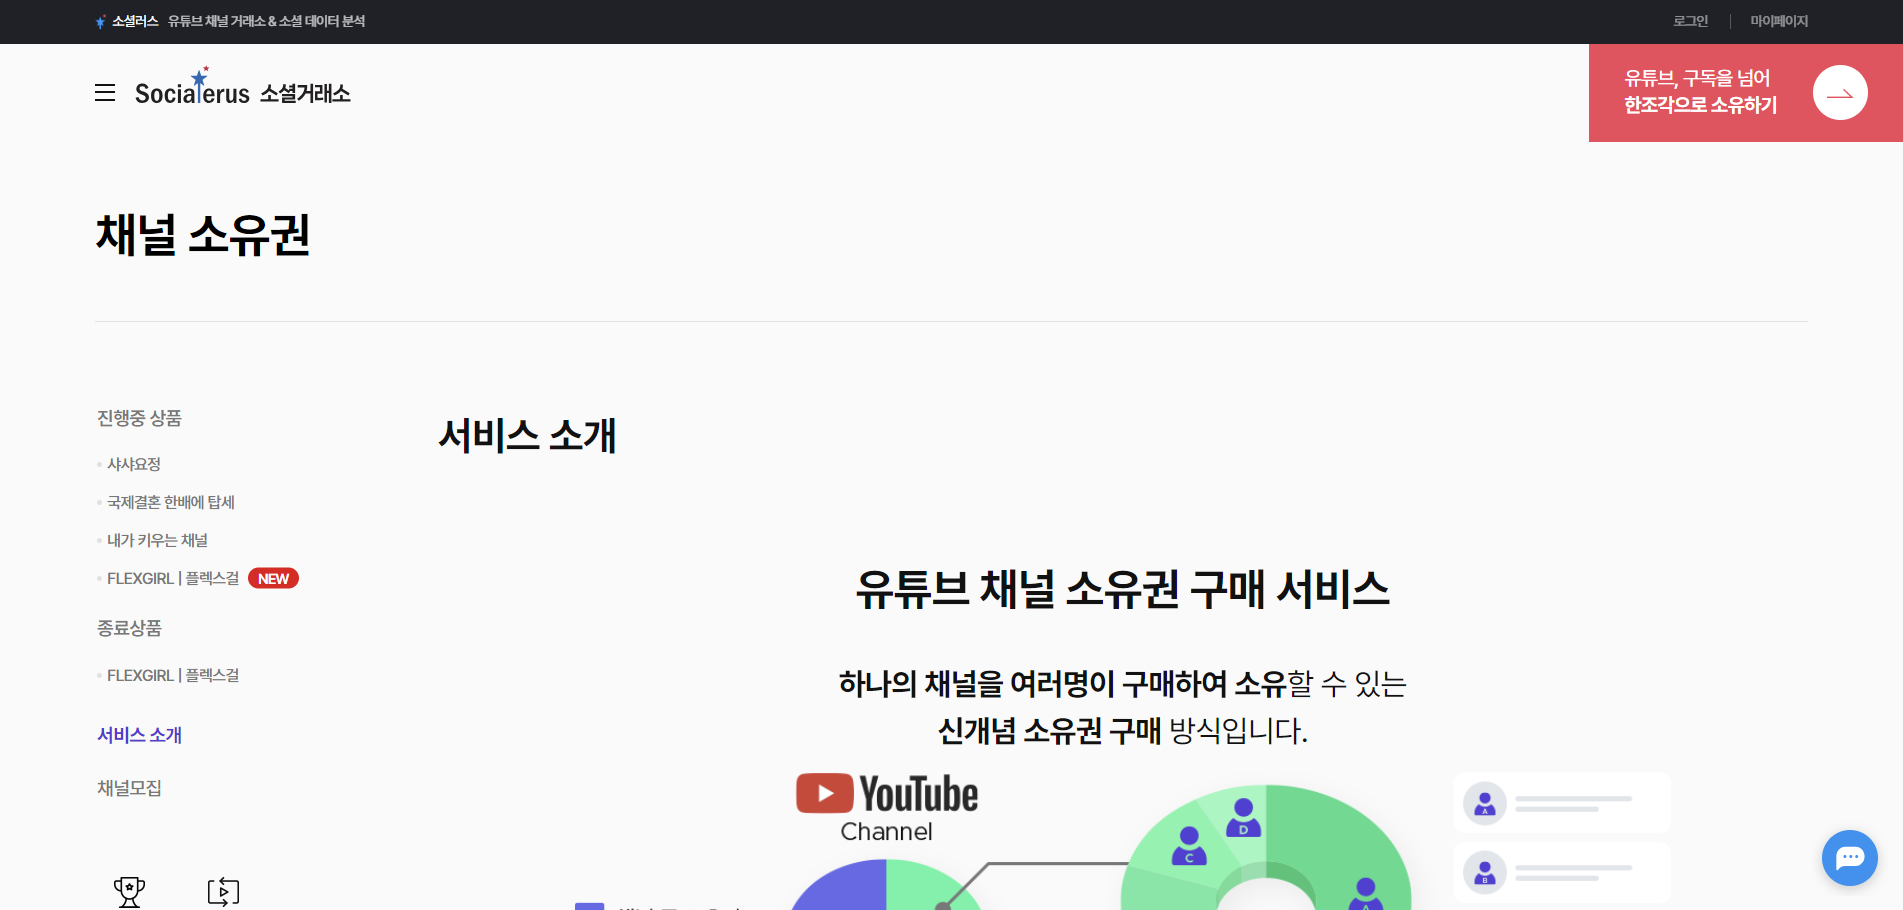 소셜러스 유튜브 채널 거래소 & 소셜 데이터 분석
로그인 마이페이지
Socialerus 소셜거래소
유튜브, 구독을 넘어
한조각으로 소유하기
채널 소유권
진행중 상품
샤샤요정
국제결혼 한배에 탑세
내가 키우는 채널
FLEXGIRL | 플렉스걸 NEW
종료상품
FLEXGIRL | 플렉스걸
서비스 소개
채널모집
서비스 소개
유튜브 채널 소유권 구매 서비스
하나의 채널을 여러명이 구매하여 소유할 수 있는
신개념 소유권 구매 방식입니다.
YouTube
Channel
D
C
A
A
B